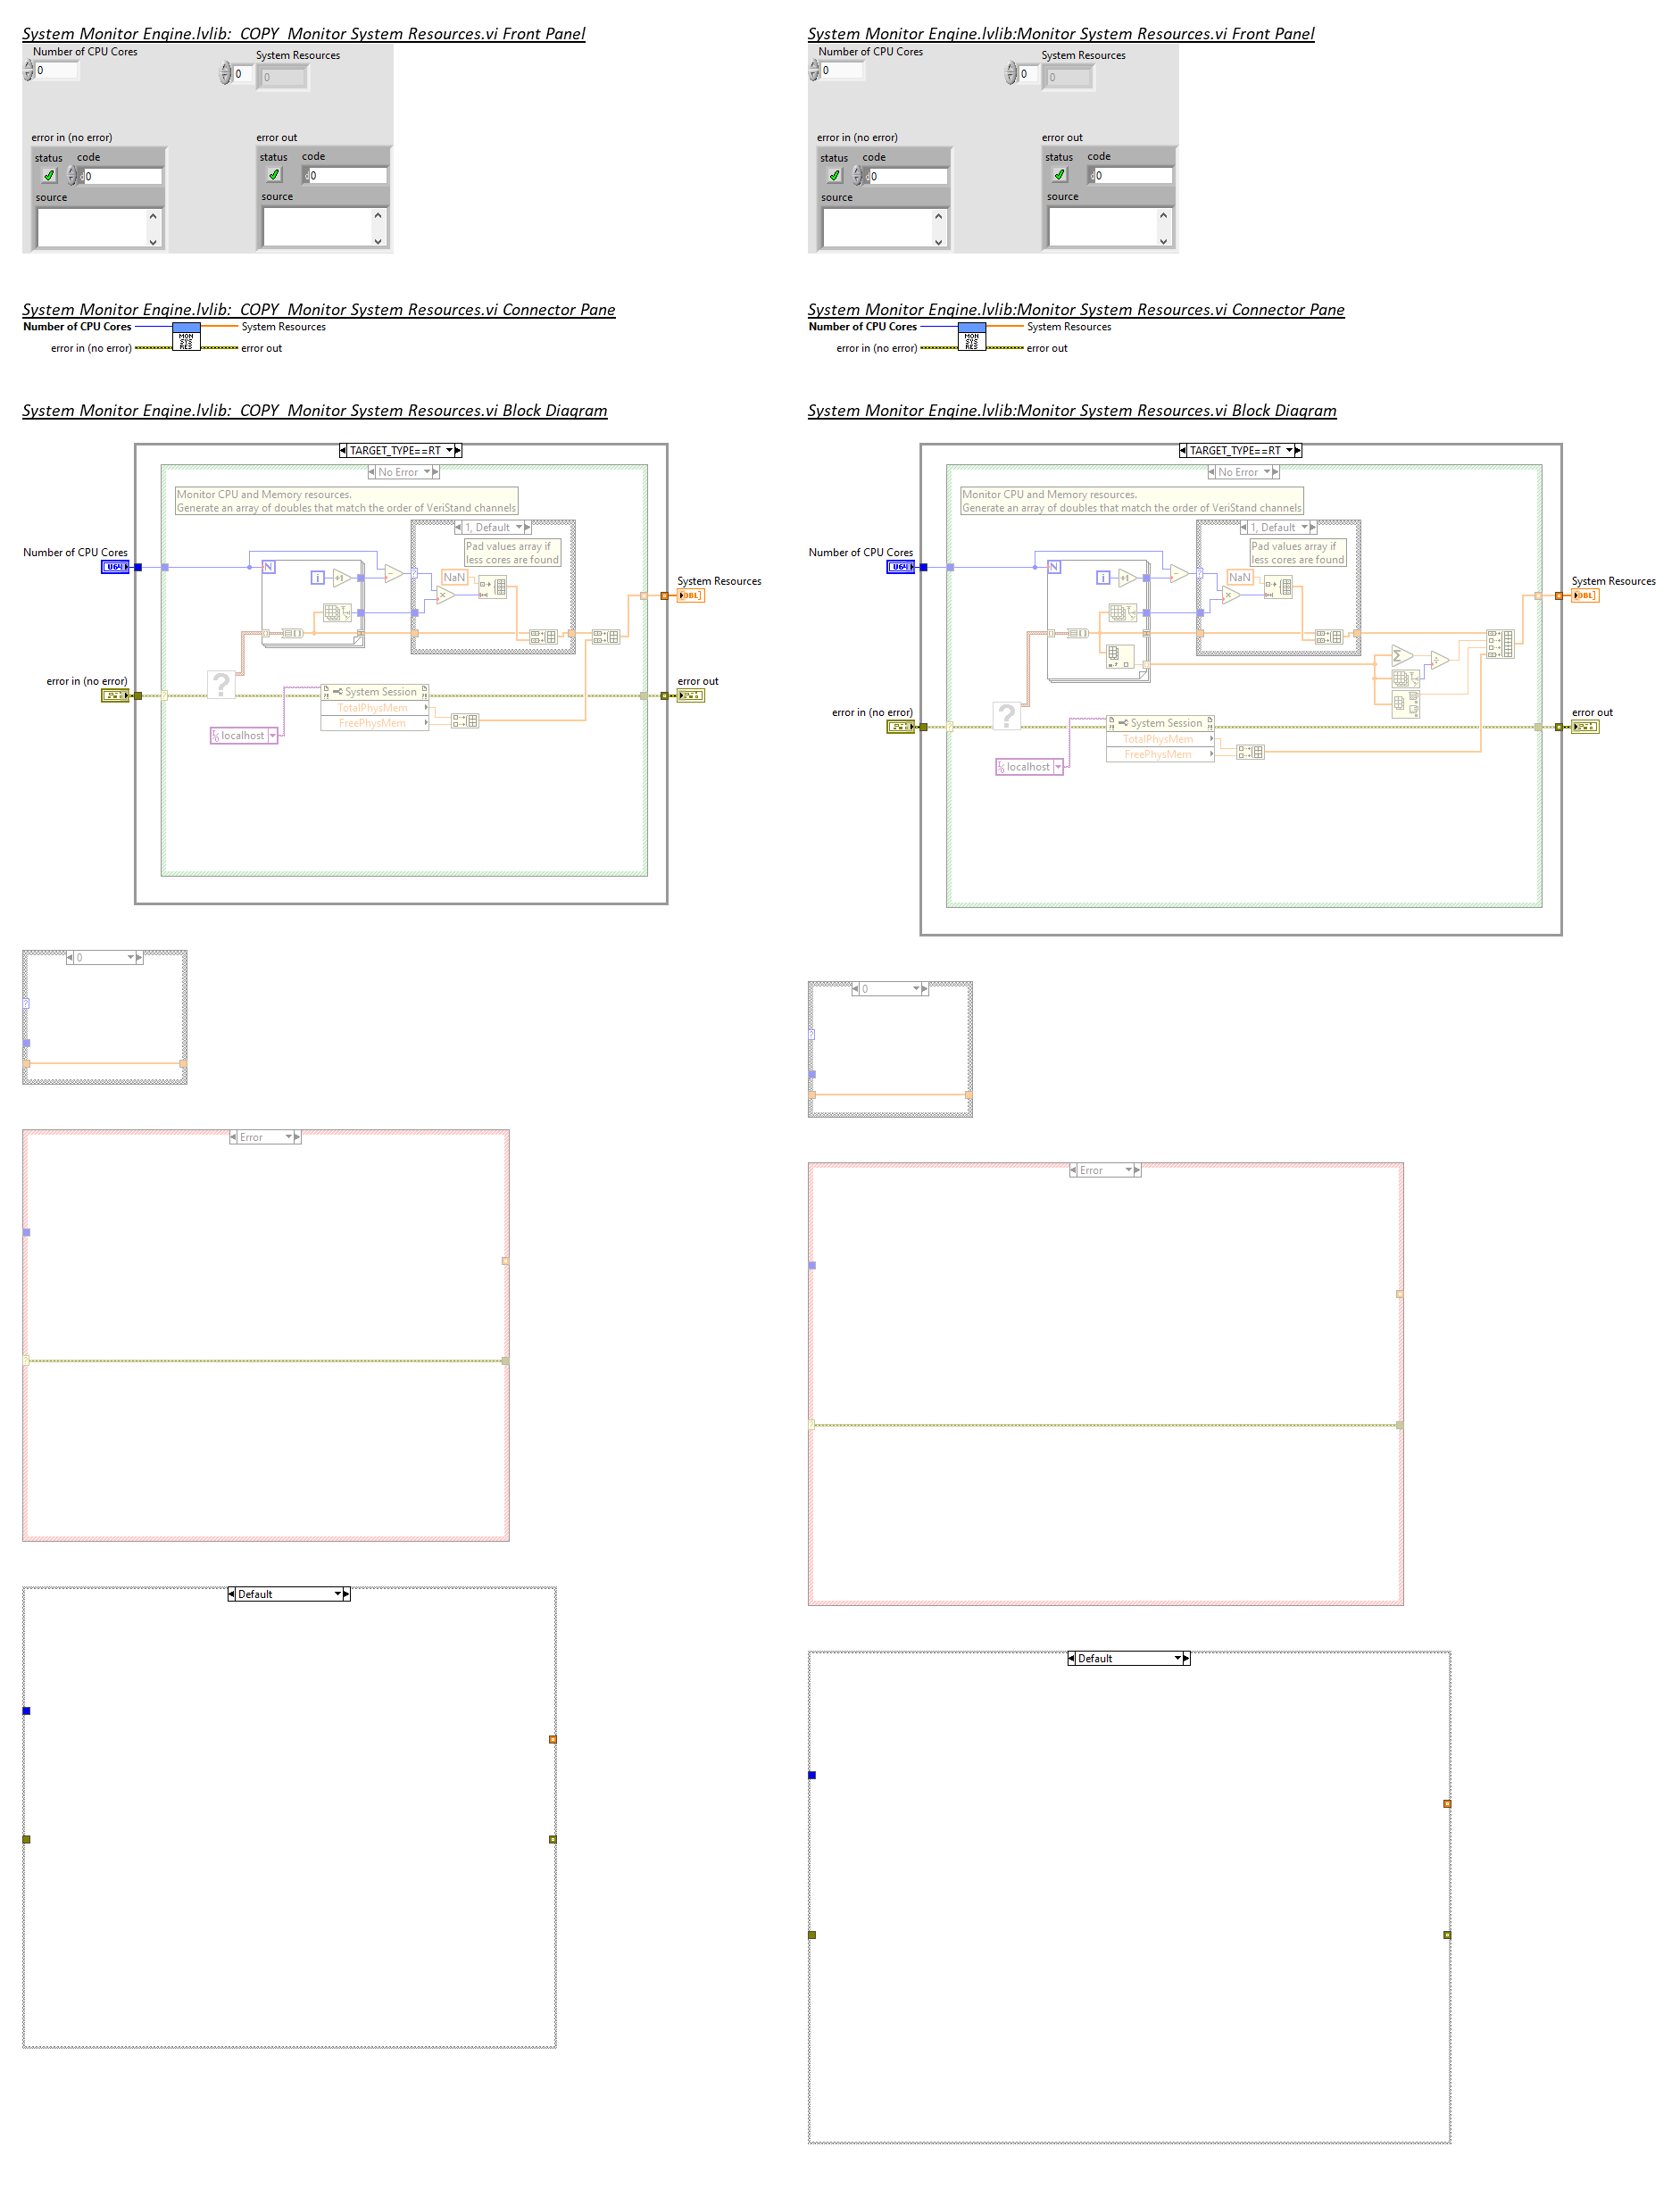 System Monitor Engine.lvlib:  COPY  Monitor System Resources.vi Front Panel
Number of CPU Cores
0
System Resources
0
0
error in (no error)
status
code
0
source
error out
status
code
0
source
System Monitor Engine.lvlib:  COPY  Monitor System Resources.vi Connector Pane
Number of CPU Cores
System Resources
MON
SYS
RES
error in (no error)
error out
System Monitor Engine.lvlib:  COPY  Monitor System Resources.vi Block Diagram
TARGET_TYPE==RT
No Error
Monitor CPU and Memory resources.
Generate an array of doubles that match the order of VeriStand channels
1, Default
Pad values array if
less cores are found
Number of CPU Cores
U64
N
i
+1
NaN
System Resources
DBL]
error in (no error)
?
System Session
TotalPhysMem
FreePhysMem
localhost
error out
0
?
Error
?
Default
System Monitor Engine.lvlib:Monitor System Resources.vi Front Panel
Number of CPU Cores
0
System Resources
0
0
error in (no error)
status
code
0
source
error out
status
code
0
source
System Monitor Engine.lvlib:Monitor System Resources.vi Connector Pane
Number of CPU Cores
System Resources
MON
SYS
RES
error in (no error)
error out
System Monitor Engine.lvlib:Monitor System Resources.vi Block Diagram
TARGET_TYPE==RT
No Error
Monitor CPU and Memory resources.
Generate an array of doubles that match the order of VeriStand channels
1, Default
Pad values array if
less cores are found
Number of CPU Cores
U64
N
i
+1
NaN
System Resources
DBL]
Σ
÷
error in (no error)
?
System Session
TotalPhysMem
FreePhysMem
localhost
error out
0
?
Error
?
Default